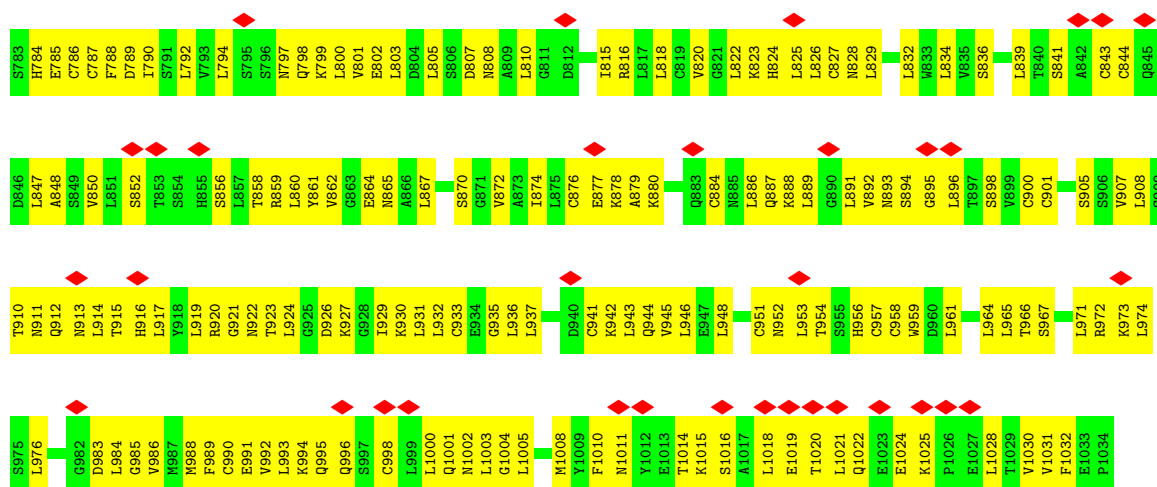 S783 H784 E785 C786 C787 F788 D789 I790 S791 L792 V793 L794 S795 S796 N797 Q798 K799 L800 V801 E802 L803 D804 L805 S806 D807 N808 A809 L810 G811 D812 I815 R816 L817 L818 C819 V820 G821 L822 K823 H824 L825 L826 C827 N828 L829 L832 W833 L834 V835 S836 L839 T840 S841 A842 C843 C844 Q845
D846 L847 A848 S849 V850 L851 S852 T853 S854 H855 S856 L857 T858 R859 L860 Y861 V862 G863 E864 N865 A866 L867 S870 G871 V872 A873 I874 L875 C876 E877 K878 A879 K880 Q883 C884 N885 L886 Q887 K888 L889 G890 L891 V892 N893 S894 G895 L896 T897 S898 V899 C900 C901 S905 S906 V907 L908
T910 N911 Q912 N913 L914 T915 H916 L917 Y918 L919 R920 G921 N922 T923 L924 G925 D926 K927 G928 I929 K930 L931 L932 C933 E934 G935 L936 L937 D940 C941 K942 L943 Q944 V945 L946 E947 L948 C951 N952 L953 T954 S955 H956 C957 C958 W959 D960 L961 L964 L965 T966 S967 L971 R972 K973 L974
S975 L976 G982 D983 L984 G985 V986 M987 M988 F989 C990 E991 V992 L993 K994 Q995 Q996 S997 C998 L999 L1000 Q1001 N1002 L1003 G1004 L1005 M1008 Y1009 F1010 N1011 Y1012 E1013 T1014 K1015 S1016 A1017 L1018 E1019 T1020 L1021 Q1022 E1023 E1024 K1025 P1026 E1027 L1028 T1029 V1030 V1031 F1032 E1033 P1034